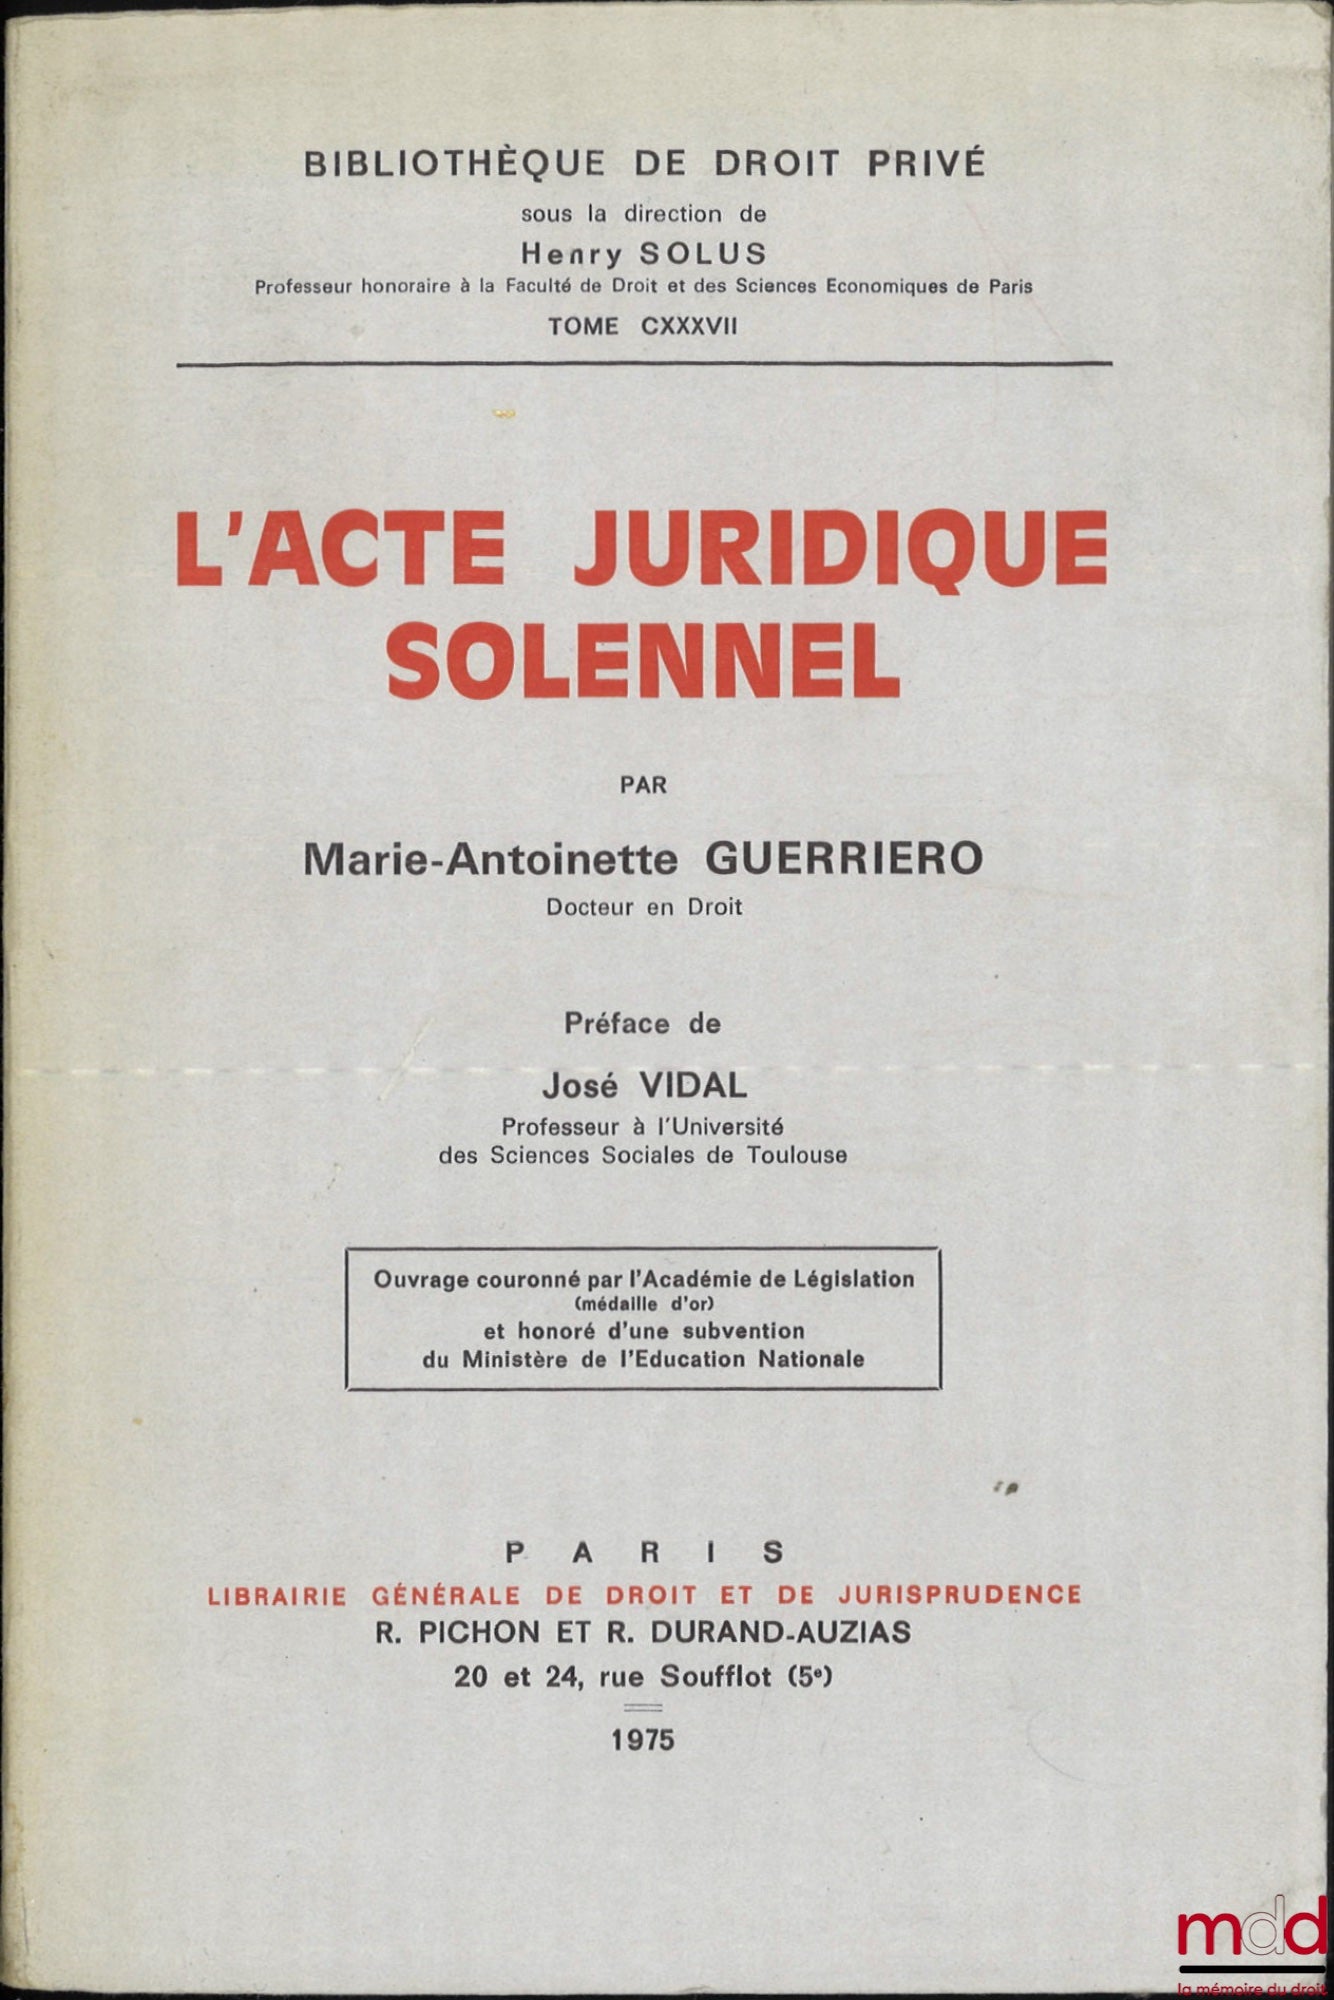 BIBLIOTHÈQUE DE DROIT PRIVÉ
sous la direction de
Henry SOLUS
Professeur honoraire à la Faculté de Droit et des Sciences Economiques de Paris
TOME CXXXVII
L'ACTE JURIDIQUE
SOLENNEL
PAR
Marie-Antoinette GUERRIERO
Docteur en Droit
Préface de
José VIDAL
Professeur à l'Université
des Sciences Sociales de Toulouse
Ouvrage couronné par l'Académie de Législation
(médaille d'or)
et honoré d'une subvention
du Ministère de l'Education Nationale
PARIS
LIBRAIRIE GÉNÉRALE DE DROIT ET DE JURISPRUDENCE
R. PICHON ET R. DURAND-AUZIAS
20 et 24, rue Soufflot (5e)
1975
mdd
la mémoire du droit